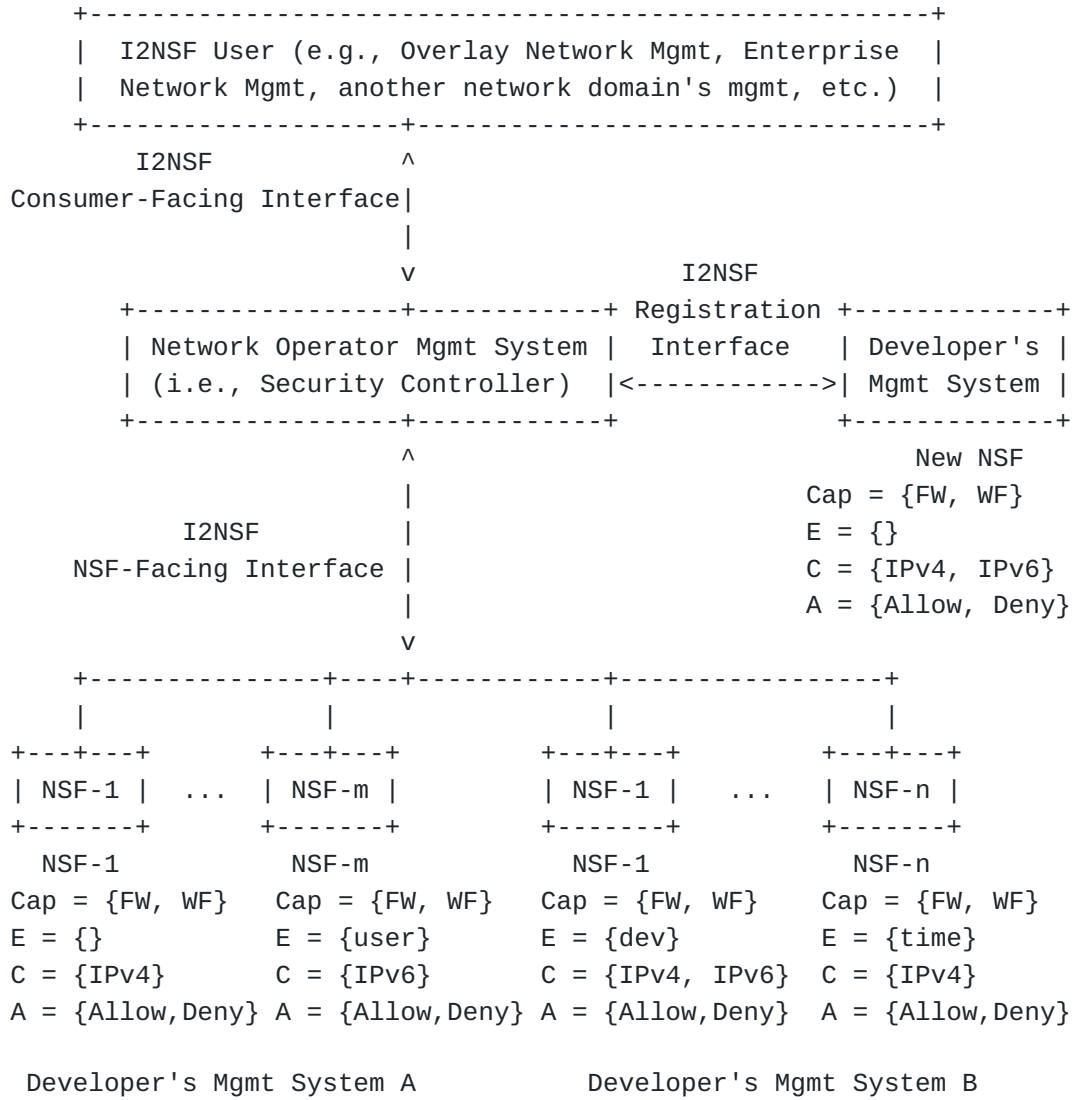 +------------------------------------------------------+
    |  I2NSF User (e.g., Overlay Network Mgmt, Enterprise  |
    |  Network Mgmt, another network domain's mgmt, etc.)  |
    +--------------------+---------------------------------+
        I2NSF            ^
Consumer-Facing Interface|
                         |
                         v                 I2NSF
       +-----------------+------------+ Registration +-------------+
       | Network Operator Mgmt System |  Interface   | Developer's |
       | (i.e., Security Controller)  |<------------>| Mgmt System |
       +-----------------+------------+              +-------------+
                         ^                                New NSF
                         |                         Cap = {FW, WF}
           I2NSF         |                         E = {}
    NSF-Facing Interface |                         C = {IPv4, IPv6}
                         |                         A = {Allow, Deny}
                         v
    +---------------+----+------------+-----------------+
    |               |                 |                 |
+---+---+       +---+---+         +---+---+         +---+---+
| NSF-1 |  ...  | NSF-m |         | NSF-1 |   ...   | NSF-n |
+-------+       +-------+         +-------+         +-------+
  NSF-1           NSF-m             NSF-1             NSF-n
Cap = {FW, WF}   Cap = {FW, WF}   Cap = {FW, WF}    Cap = {FW, WF}
E = {}           E = {user}       E = {dev}         E = {time}
C = {IPv4}       C = {IPv6}       C = {IPv4, IPv6}  C = {IPv4}
A = {Allow,Deny} A = {Allow,Deny} A = {Allow,Deny}  A = {Allow,Deny}

 Developer's Mgmt System A           Developer's Mgmt System B